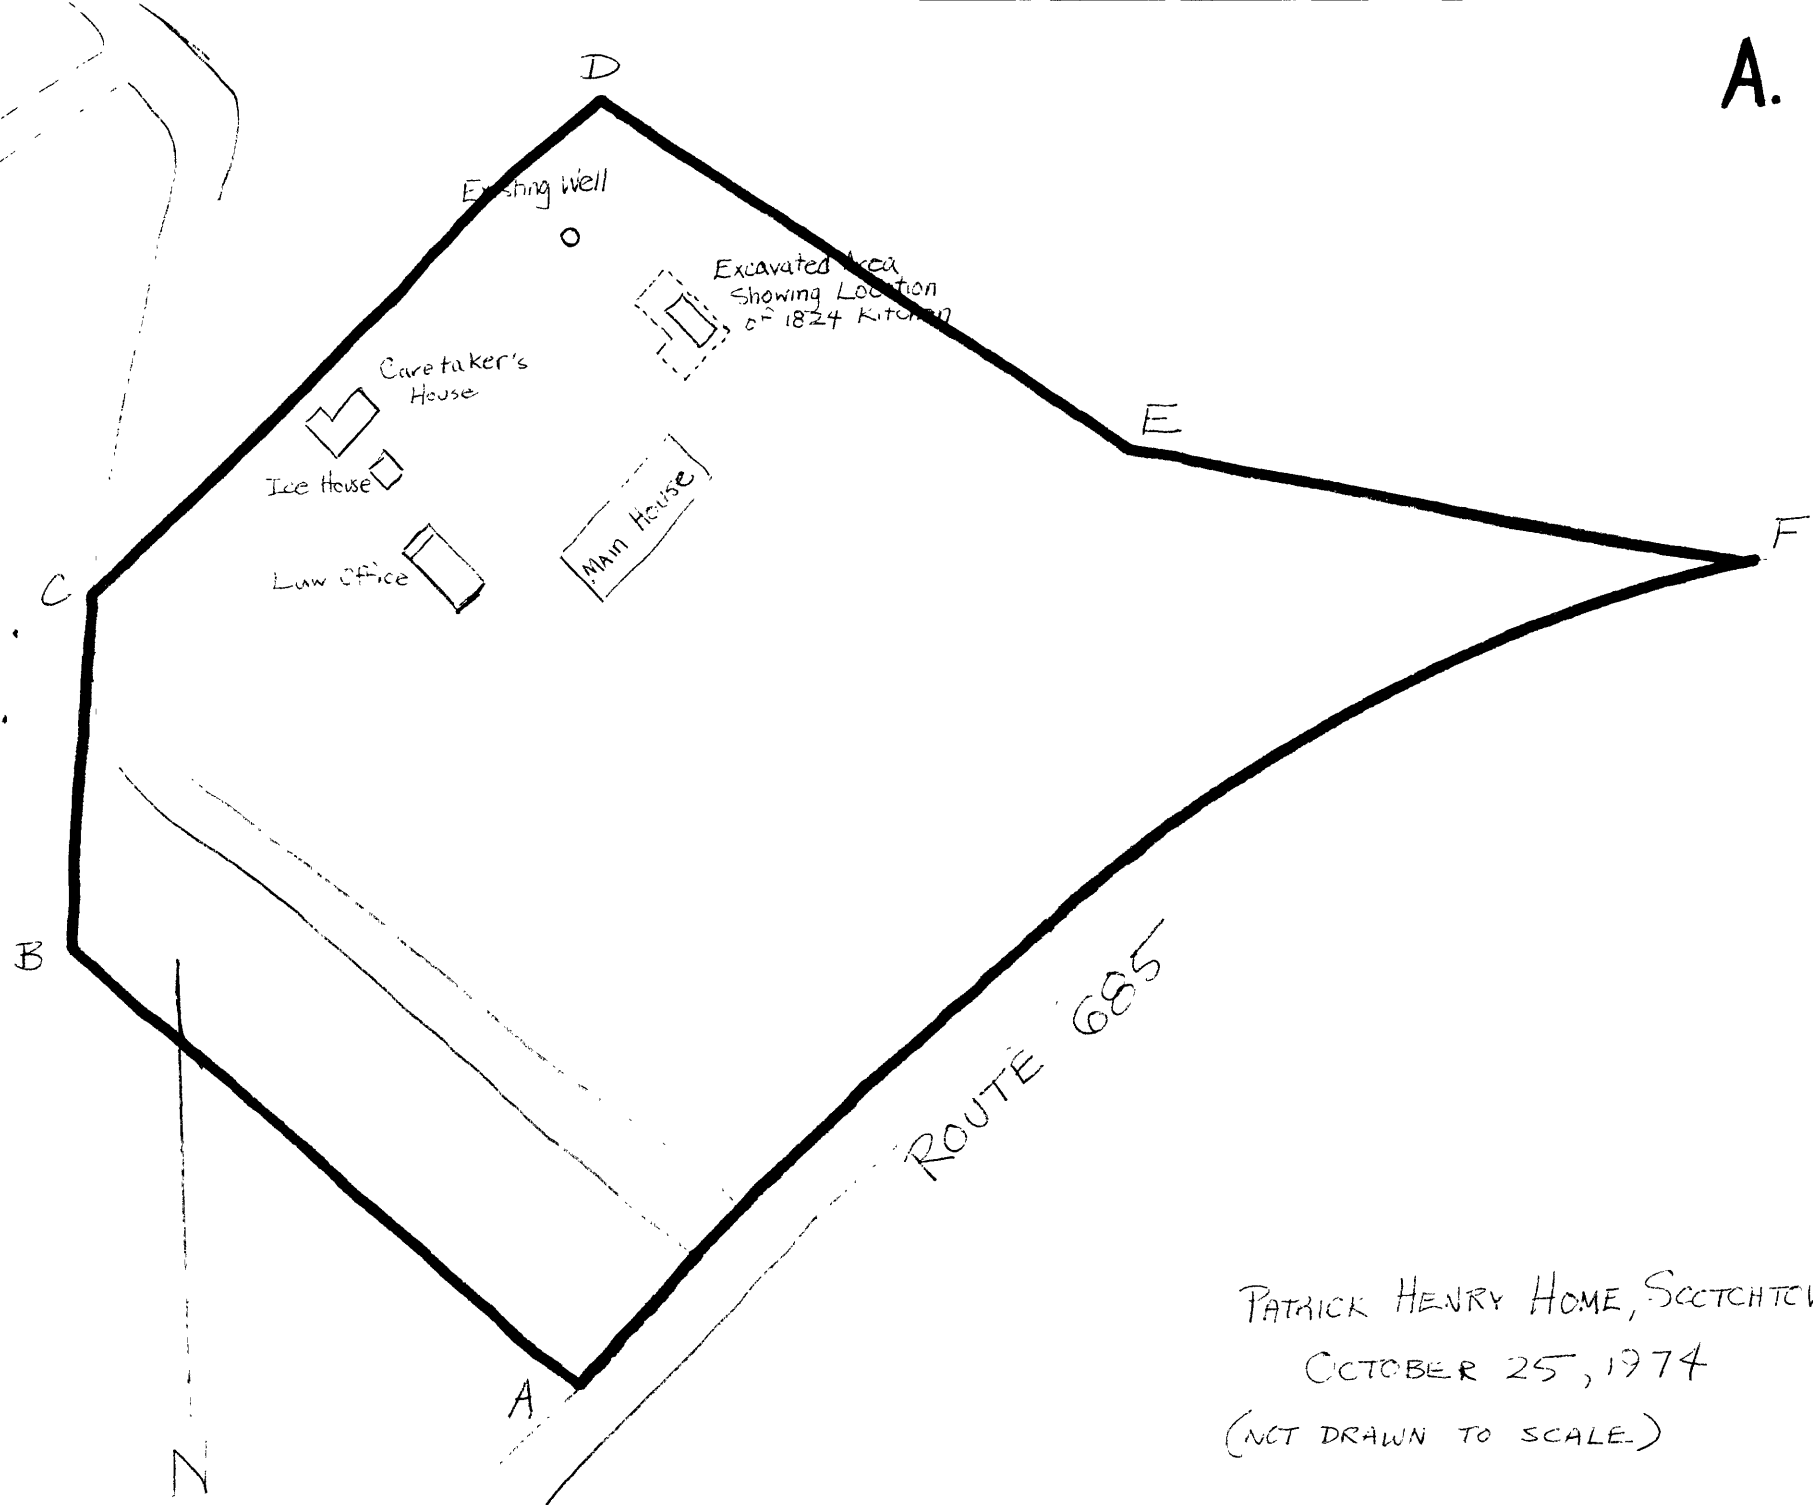 A.
D
Existing Well
Excavated Area
Showing Location
of 1824 Kitchen
Caretaker's
House
E
Ice House
Main House
F
Law Office
C
B
ROUTE 685
PATRICK HENRY HOME, SCOTCHTOW
OCTOBER 25, 1974
A
(NOT DRAWN TO SCALE)
N